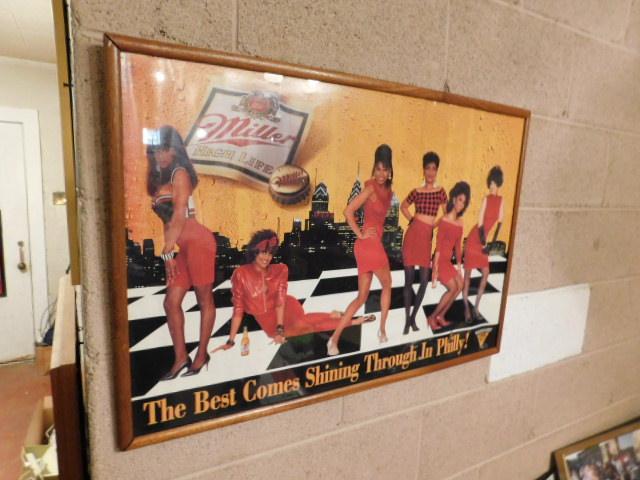 Miller
HIGH LIFE
The Best Comes Shining Through In Philly!